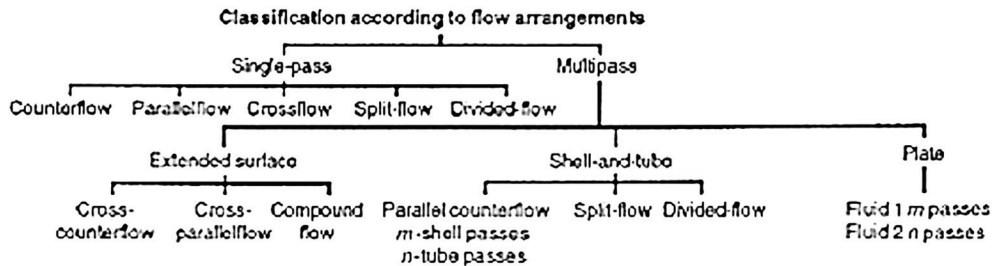 Classification according to flow arrangements
Single-pass Multipass
Counterflow Parallelflow Crossflow Split-flow Divided-flow
Extended surface Shell-and-tube Plate
Cross- Cross- Compound Parallel counterflow Split-flow Divided-flow Fluid 1 m passes
counterflow parallelflow flow m-shell passes Fluid 2 n passes
n-tube passes